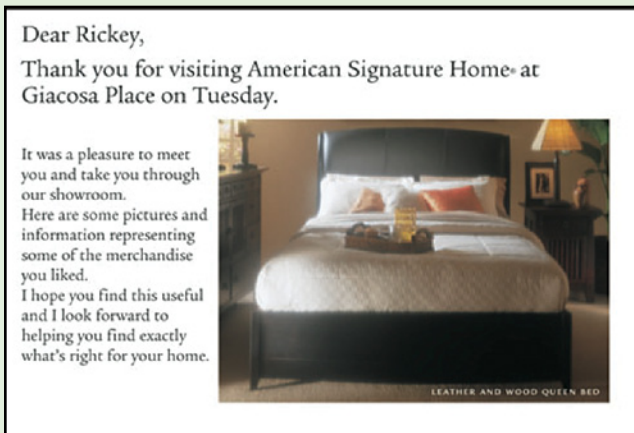 Dear Rickey,
Thank you for visiting American Signature Home® at
Giacosa Place on Tuesday.
It was a pleasure to meet
you and take you through
our showroom.
Here are some pictures and
information representing
some of the merchandise
you liked.
I hope you find this useful
and I look forward to
helping you find exactly
what's right for your home.
LEATHER AND WOOD QUEEN BED